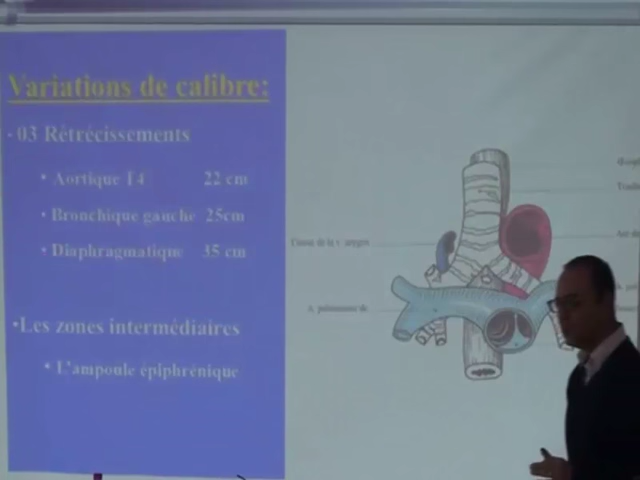 Variations de calibre:
- 03 Rétrécissements
• Aortique T4 22 cm
• Bronchique gauche 25cm
• Diaphragmatique 35 cm
•Les zones intermédiaires
• L'ampoule épiphrénique